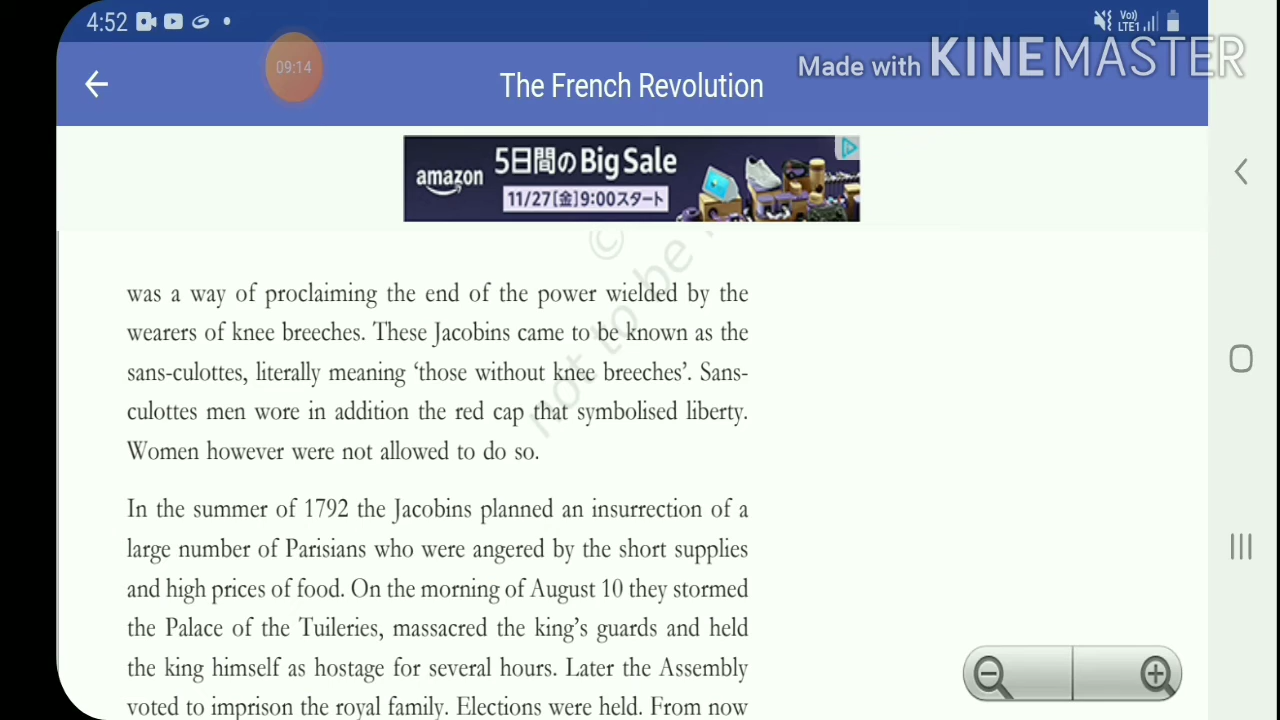 4:52
Vo)
LTE1
09:14
The French Revolution
Made with KINEMASTER
amazon
5日間のBig Sale
11/27[金]9:00スタート
©
not to be
was a way of proclaiming the end of the power wielded by the
wearers of knee breeches. These Jacobins came to be known as the
sans-culottes, literally meaning ‘those without knee breeches’. Sans-
culottes men wore in addition the red cap that symbolised liberty.
Women however were not allowed to do so.
In the summer of 1792 the Jacobins planned an insurrection of a
large number of Parisians who were angered by the short supplies
and high prices of food. On the morning of August 10 they stormed
the Palace of the Tuileries, massacred the king’s guards and held
the king himself as hostage for several hours. Later the Assembly
voted to imprison the royal family. Elections were held. From now